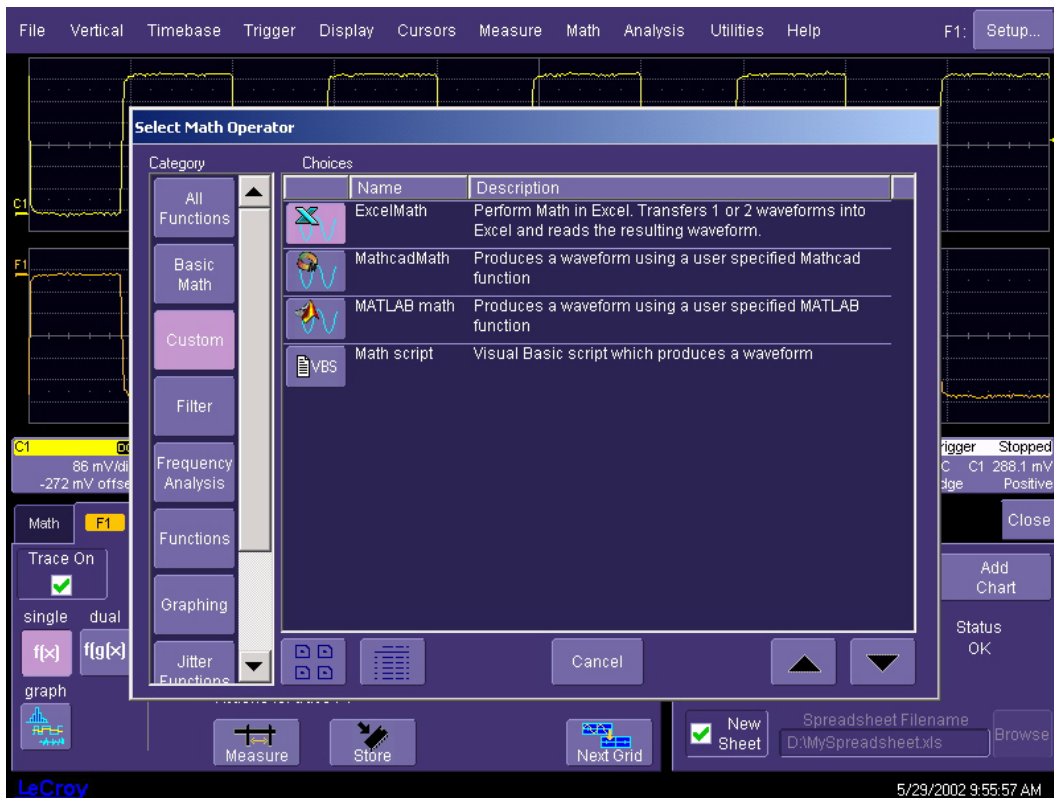 File Vertical Timebase Trigger Display Cursors Measure Math Analysis Utilities Help F1: Setup...
Select Math Operator
Category Choices
All Functions
Basic Math
Custom
Filter
Frequency Analysis
Functions
Graphing
Jitter Functions
Name Description
ExcelMath Perform Math in Excel. Transfers 1 or 2 waveforms into
Excel and reads the resulting waveform.
MathcadMath Produces a waveform using a user specified Mathcad
function
MATLAB math Produces a waveform using a user specified MATLAB
function
VBS Math script Visual Basic script which produces a waveform
Cancel
C1
F1
C1
86 mV/di
-272 mV offse
rigger Stopped
C C1 288.1 mV
dge Positive
Math F1 Close
Trace On
single dual
f(x) f(g(x)
graph
Measure
Store
Next Grid
Add
Chart
Status
OK
New
Sheet
Spreadsheet Filename
D:\MySpreadsheet.xls
Browse
LeCroy 5/29/2002 9:55:57 AM